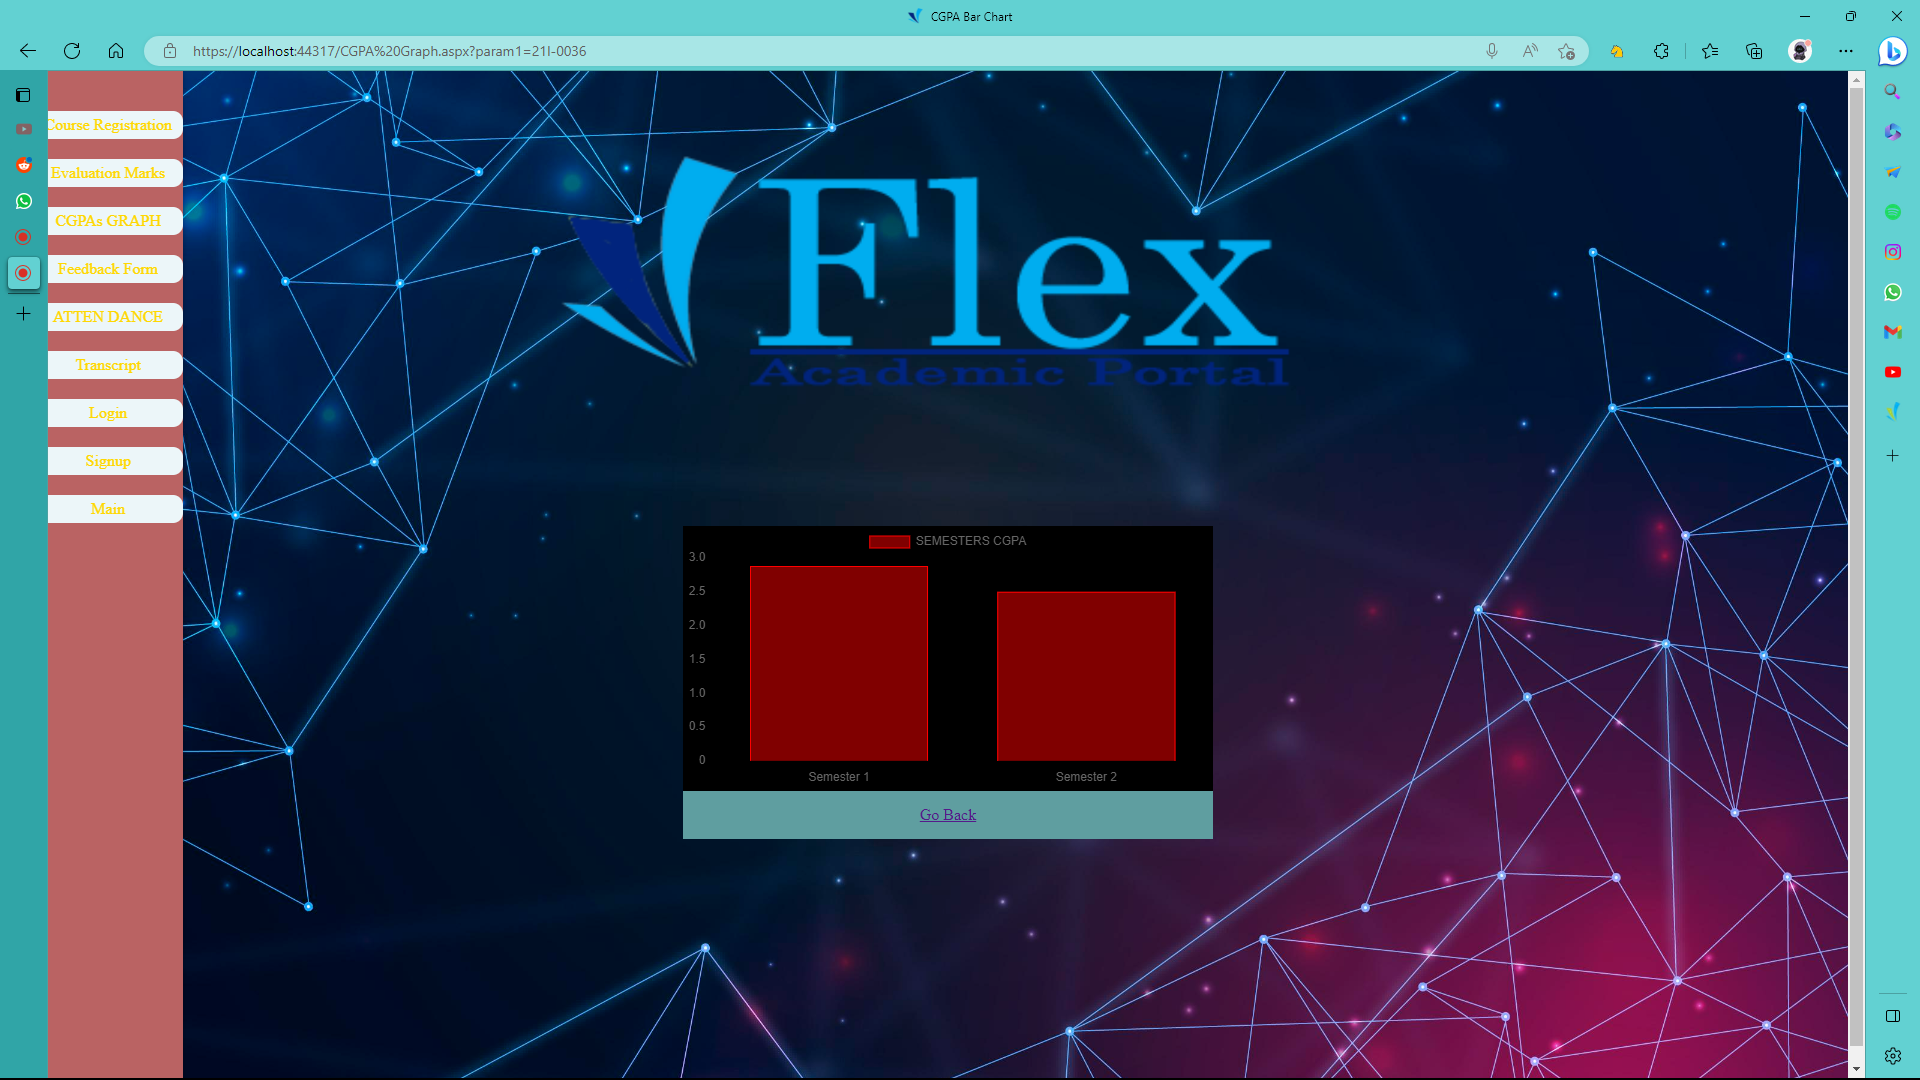 CGPA Bar Chart
https://localhost:44317/CGPA%20Graph.aspx?param1=21I-0036
Course Registration
Evaluation Marks
CGPAs GRAPH
Feedback Form
ATTEN DANCE
Transcript
Login
Signup
Main
Flex
Academic Portal
SEMESTERS CGPA
3.0
2.5
2.0
1.5
1.0
0.5
0
Semester 1
Semester 2
Go Back